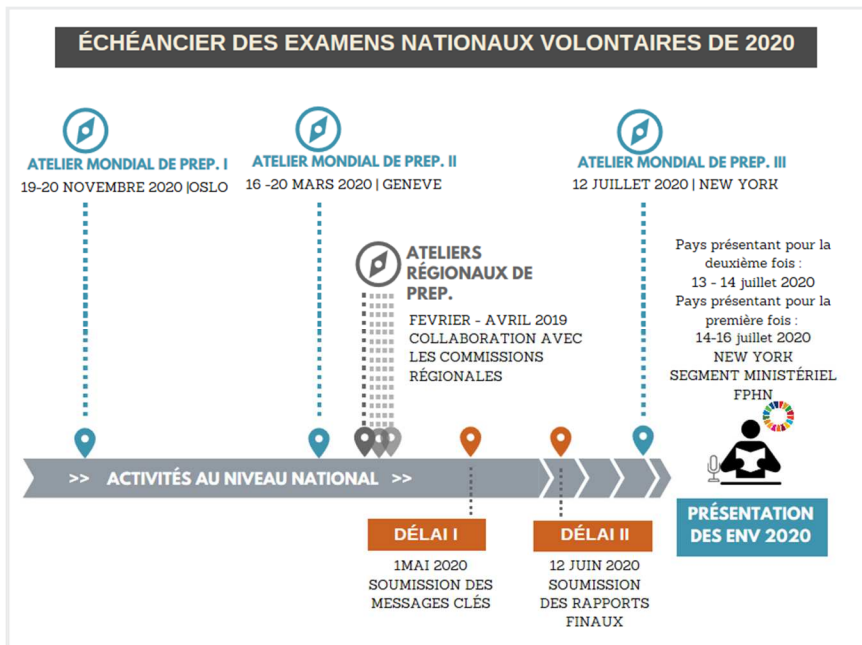 ÉCHÉANCIER DES EXAMENS NATIONAUX VOLONTAIRES DE 2020
ATELIER MONDIAL DE PREP. I
19-20 NOVEMBRE 2020 |OSLO
ATELIER MONDIAL DE PREP. II
16 -20 MARS 2020 | GENEVE
ATELIER MONDIAL DE PREP. III
12 JUILLET 2020 | NEW YORK
ATELIERS
RÉGIONAUX DE
PREP.
FEVRIER - AVRIL 2019
COLLABORATION AVEC
LES COMMISSIONS
RÉGIONALES
Pays présentant pour la
deuxième fois :
13 - 14 juillet 2020
Pays présentant pour la
première fois :
14-16 juillet 2020
NEW YORK
SEGMENT MINISTÉRIEL
FPHN
>> ACTIVITÉS AU NIVEAU NATIONAL >>
DÉLAI I
1MAI 2020
SOUMISSION DES
MESSAGES CLÉS
DÉLAI II
12 JUIN 2020
SOUMISSION
DES RAPPORTS
FINAUX
PRÉSENTATION
DES ENV 2020